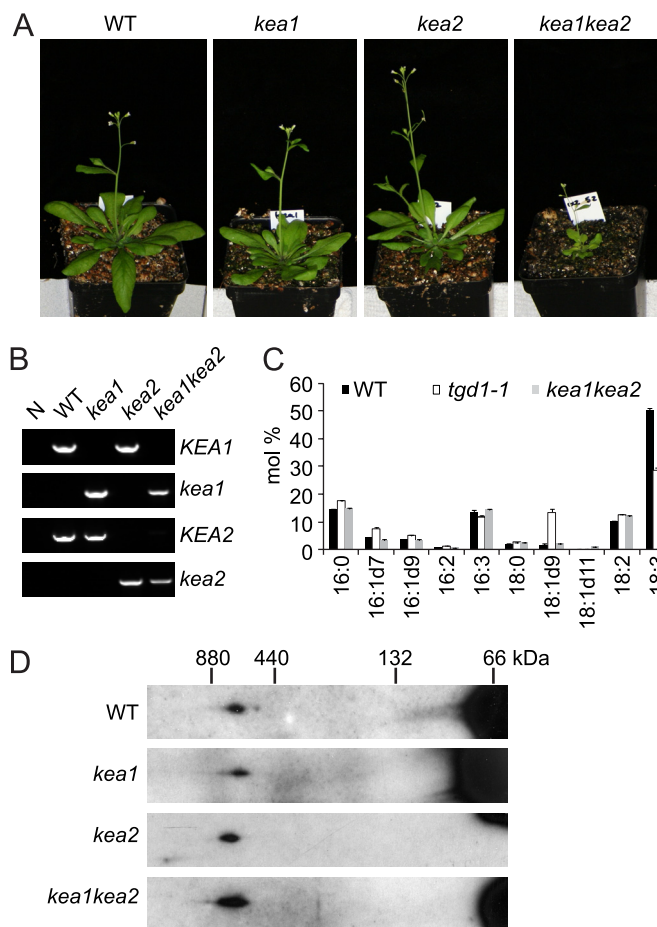 A
WT kea1 kea2 kea1kea2
B
N WT kea1 kea2 kea1kea2
KEA1
kea1
KEA2
kea2
C
WT tgd1-1 kea1kea2
mol %
60
50
40
30
20
10
0
16:0 16:1d7 16:1d9 16:2 16:3 18:0 18:1d9 18:1d11 18:2
D
880 440 132 66 kDa
WT
kea1
kea2
kea1kea2